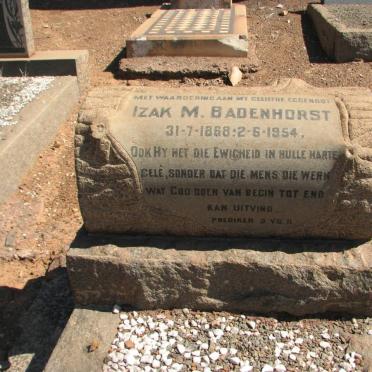 MET WAARDERING AAN MY GELIEFDE EGGENOOT
IZAK M. BADENHORST
31-7-1868-2-6-1954.
OOK HY HET DIE EWIGHEID IN HULLE HARTE
GELÊ, SONDER DAT DIE MENS DIE WERK
WAT GOD DOEN VAN BEGIN TOT END
KAN UITVIND
PREDIKER 3 VS. 11